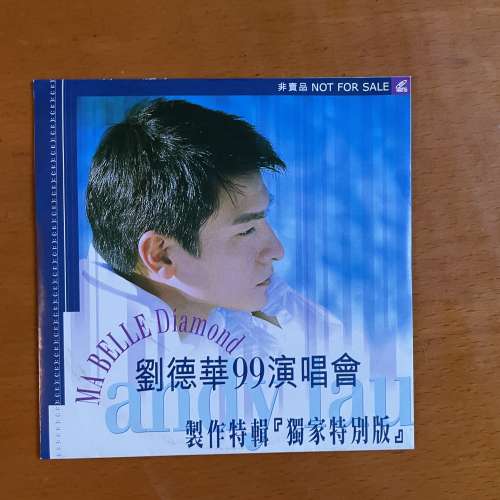 非賣品 NOT FOR SALE
MA BELLE Diamond
劉德華99演唱會
andy lau
製作特輯『獨家特別版』